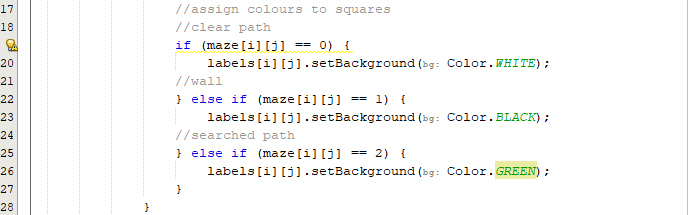 17 //assign colours to squares
18 //clear path
if (maze[i][j] == 0) {
20 labels[i][j].setBackground(bg: Color.WHITE);
21 //wall
22 } else if (maze[i][j] == 1) {
23 labels[i][j].setBackground(bg: Color.BLACK);
24 //searched path
25 } else if (maze[i][j] == 2) {
26 labels[i][j].setBackground(bg: Color.GREEN);
27 }
28 }